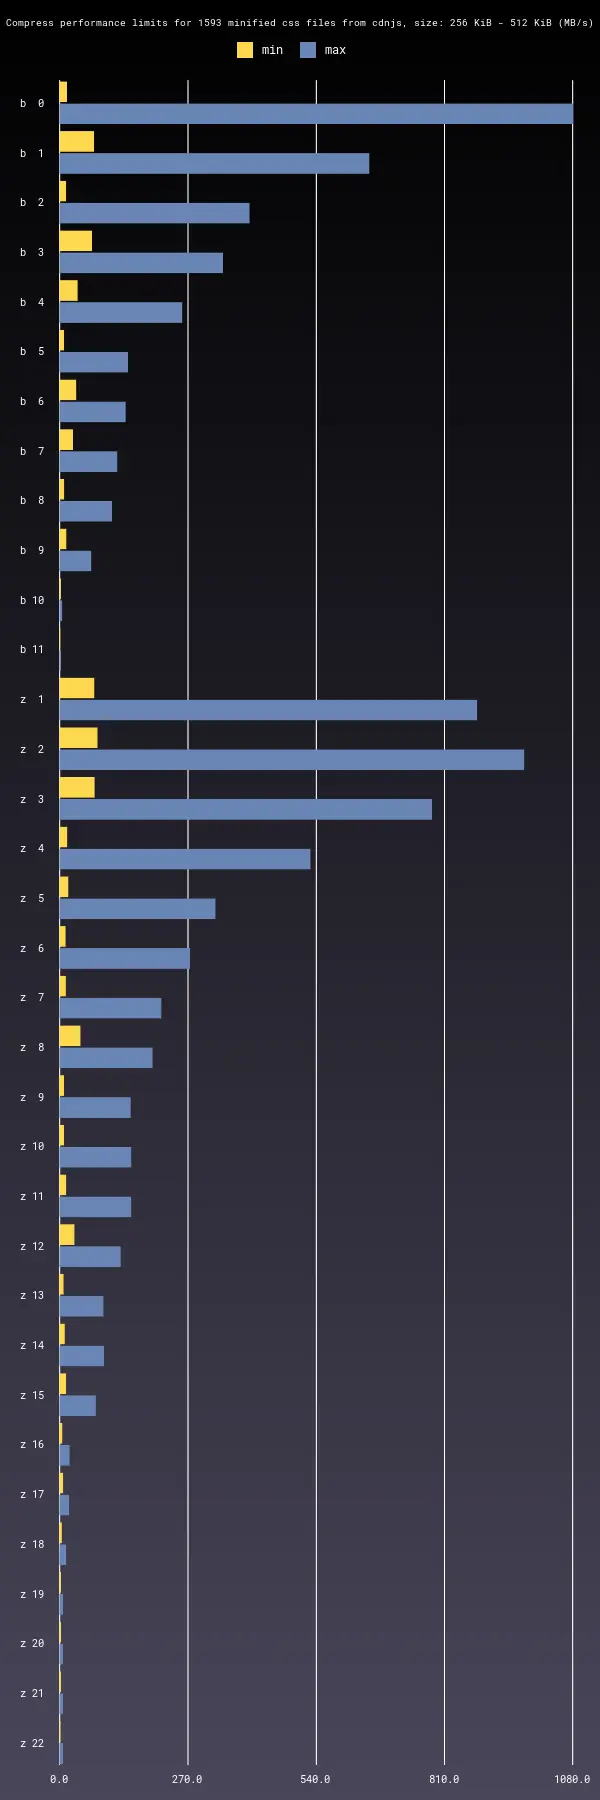 Compress performance limits for 1593 minified css files from cdnjs, size: 256 KiB - 512 KiB (MB/s)
min max
b 0
b 1
b 2
b 3
b 4
b 5
b 6
b 7
b 8
b 9
b 10
b 11
z 1
z 2
z 3
z 4
z 5
z 6
z 7
z 8
z 9
z 10
z 11
z 12
z 13
z 14
z 15
z 16
z 17
z 18
z 19
z 20
z 21
z 22
0.0 270.0 540.0 810.0 1080.0